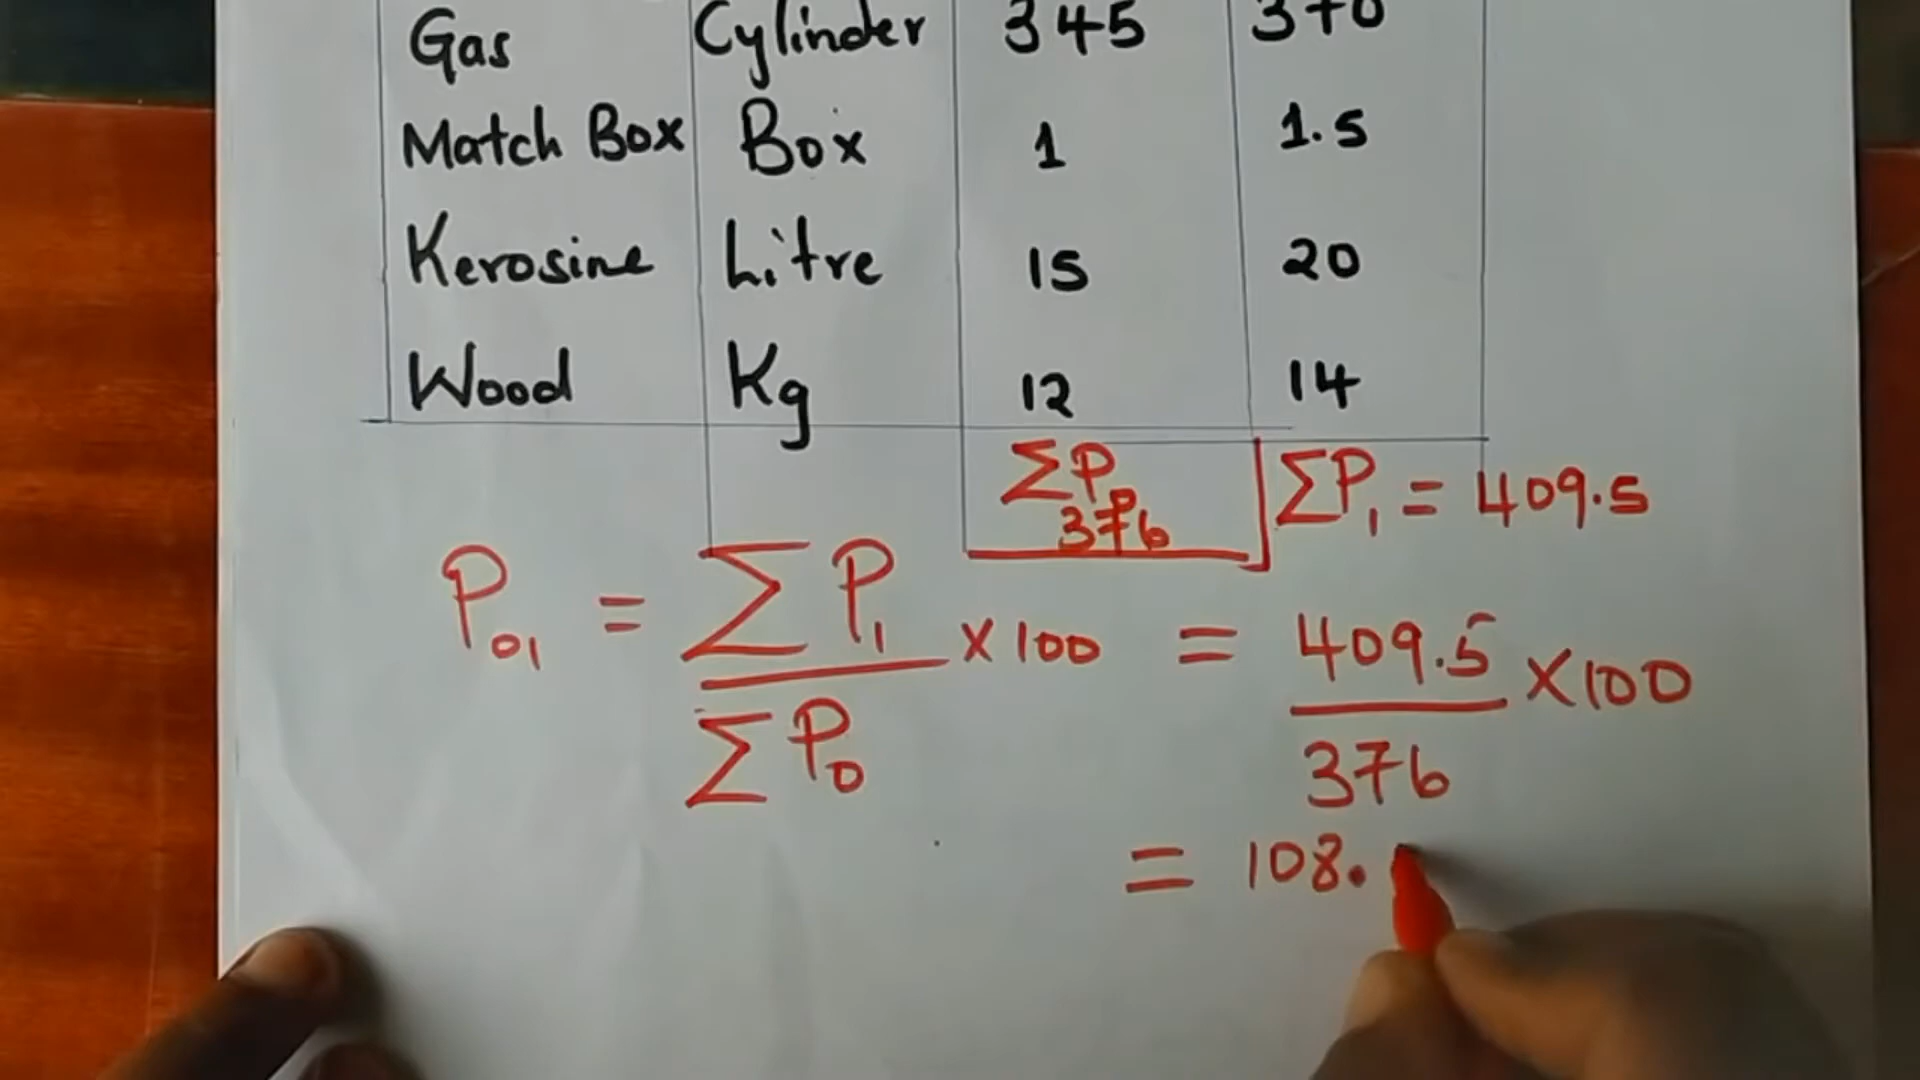 Gas Cylinder 345 370
Match Box Box 1 1.5
Kerosine Litre 15 20
Wood Kg 12 14
ΣP₀ ΣP₁ = 409.5
376
P₀₁ = ΣP₁ / ΣP₀ × 100 = 409.5 / 376 × 100
= 108.